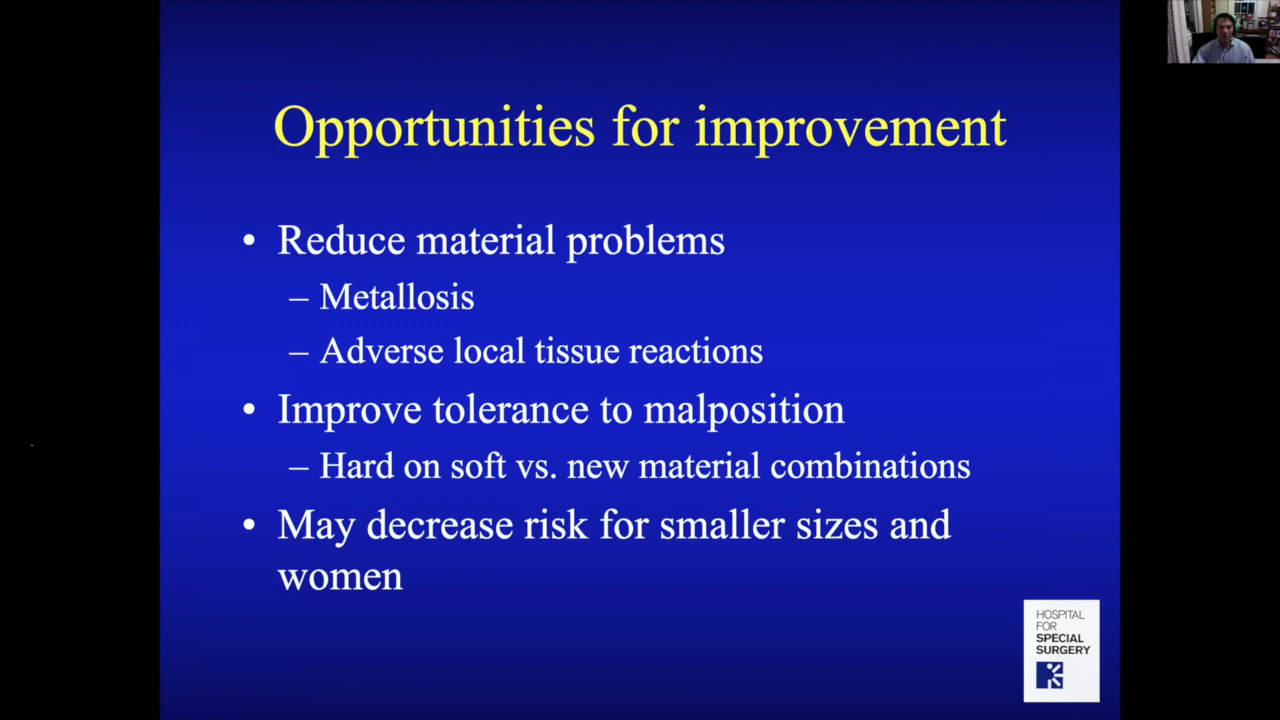 Opportunities for improvement
• Reduce material problems
– Metallosis
– Adverse local tissue reactions
• Improve tolerance to malposition
– Hard on soft vs. new material combinations
• May decrease risk for smaller sizes and
women
HOSPITAL
FOR
SPECIAL
SURGERY